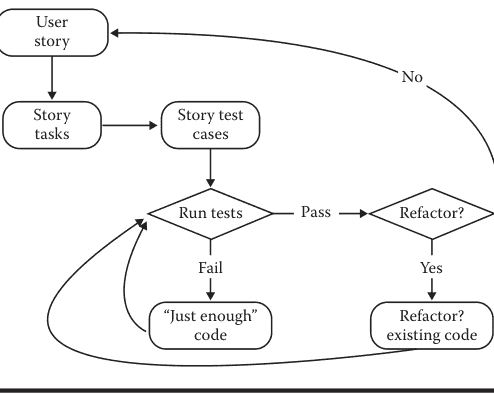 User
story
No
Story
tasks
Story test
cases
Run tests
Pass
Refactor?
Fail
Yes
“Just enough”
code
Refactor?
existing code